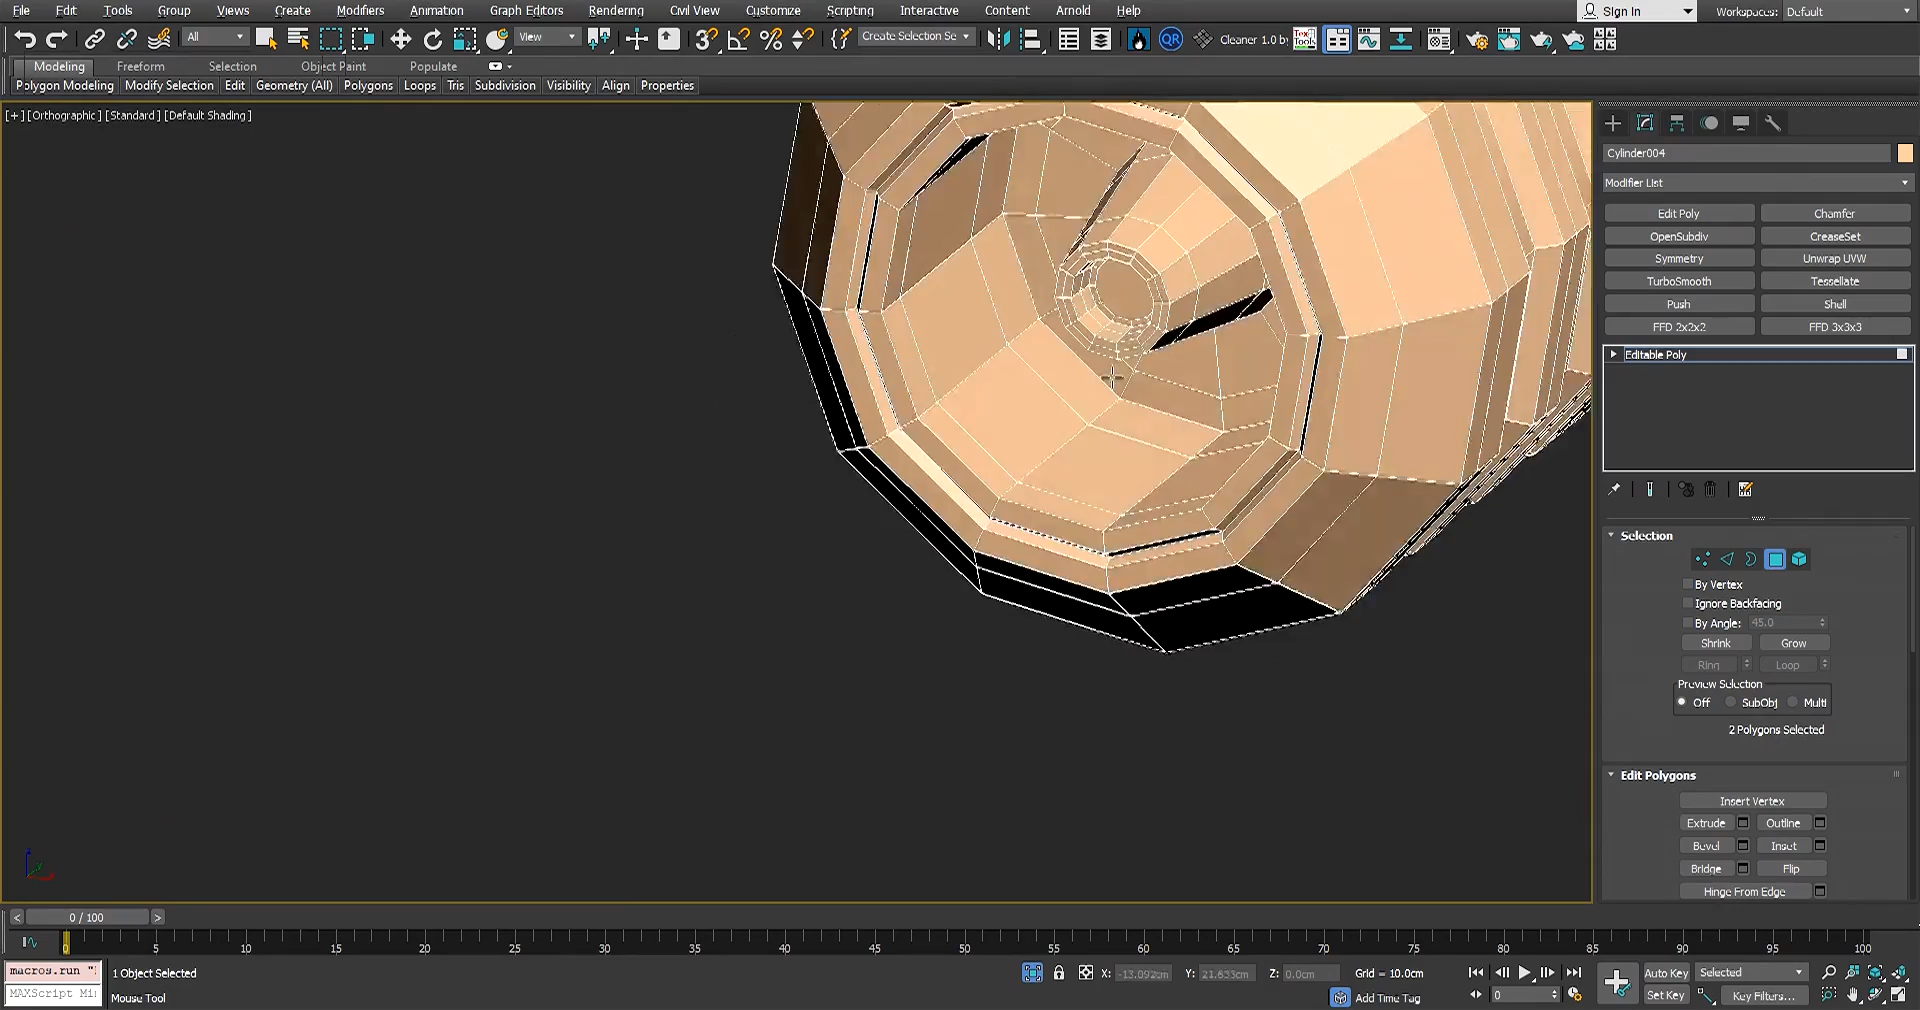 File Edit Tools Group Views Create Modifiers Animation Graph Editors Rendering Civil View Customize Scripting Interactive Content Arnold Help Sign In Workspaces: Default
All View Create Selection Se Cleaner 1.0 by
Modeling Freeform Selection Object Paint Populate
Polygon Modeling Modify Selection Edit Geometry (All) Polygons Loops Tris Subdivision Visibility Align Properties
[+] [Orthographic ] [Standard ] [Default Shading ]
Cylinder004
Modifier List
Edit Poly Chamfer
OpenSubdiv CreaseSet
Symmetry Unwrap UVW
TurboSmooth Tessellate
Push Shell
FFD 2x2x2 FFD 3x3x3
Editable Poly
Selection
By Vertex
Ignore Backfacing
By Angle: 45.0
Shrink Grow
Ring Loop
Preview Selection
Off SubObj Multi
2 Polygons Selected
Edit Polygons
Insert Vertex
Extrude Outline
Bevel Inset
Bridge Flip
Hinge From Edge
< 0 / 100 >
0 5 10 15 20 25 30 35 40 45 50 55 60 65 70 75 80 85 90 95 100
macros.run " 1 Object Selected X: -13.092cm Y: 21.633cm Z: 0.0cm Grid = 10.0cm Auto Key Selected
MAXScript Mi Mouse Tool Add Time Tag 0 Set Key Key Filters...